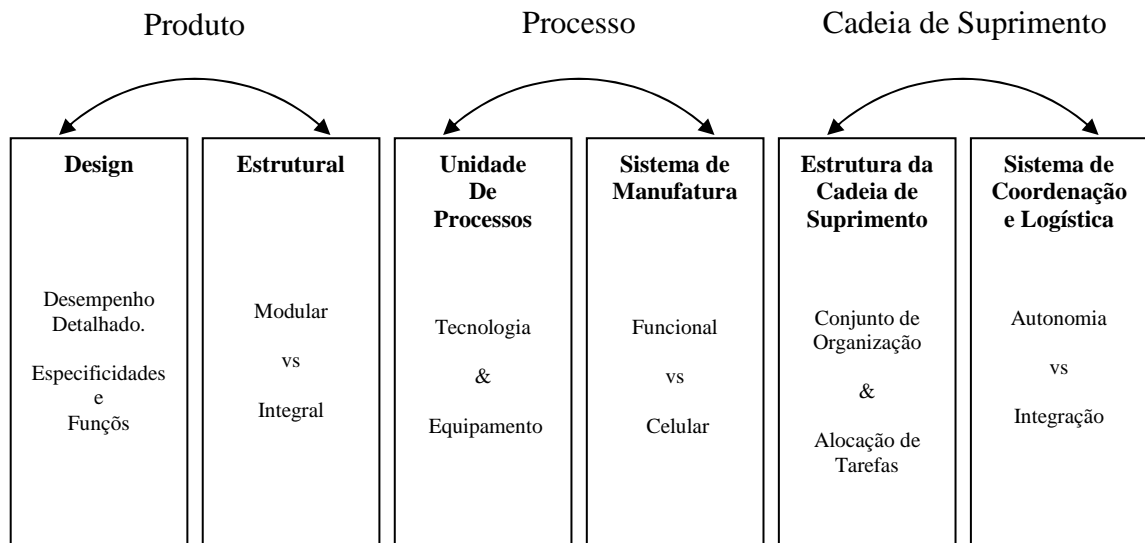 Produto
Processo
Cadeia de Suprimento
Design
Desempenho
Detalhado.
Especificidades
e
Funçõs
Estrutural
Modular
vs
Integral
Unidade
De
Processos
Tecnologia
&
Equipamento
Sistema de
Manufatura
Funcional
vs
Celular
Estrutura da
Cadeia de
Suprimento
Conjunto de
Organização
&
Alocação de
Tarefas
Sistema de
Coordenação
e Logística
Autonomia
vs
Integração